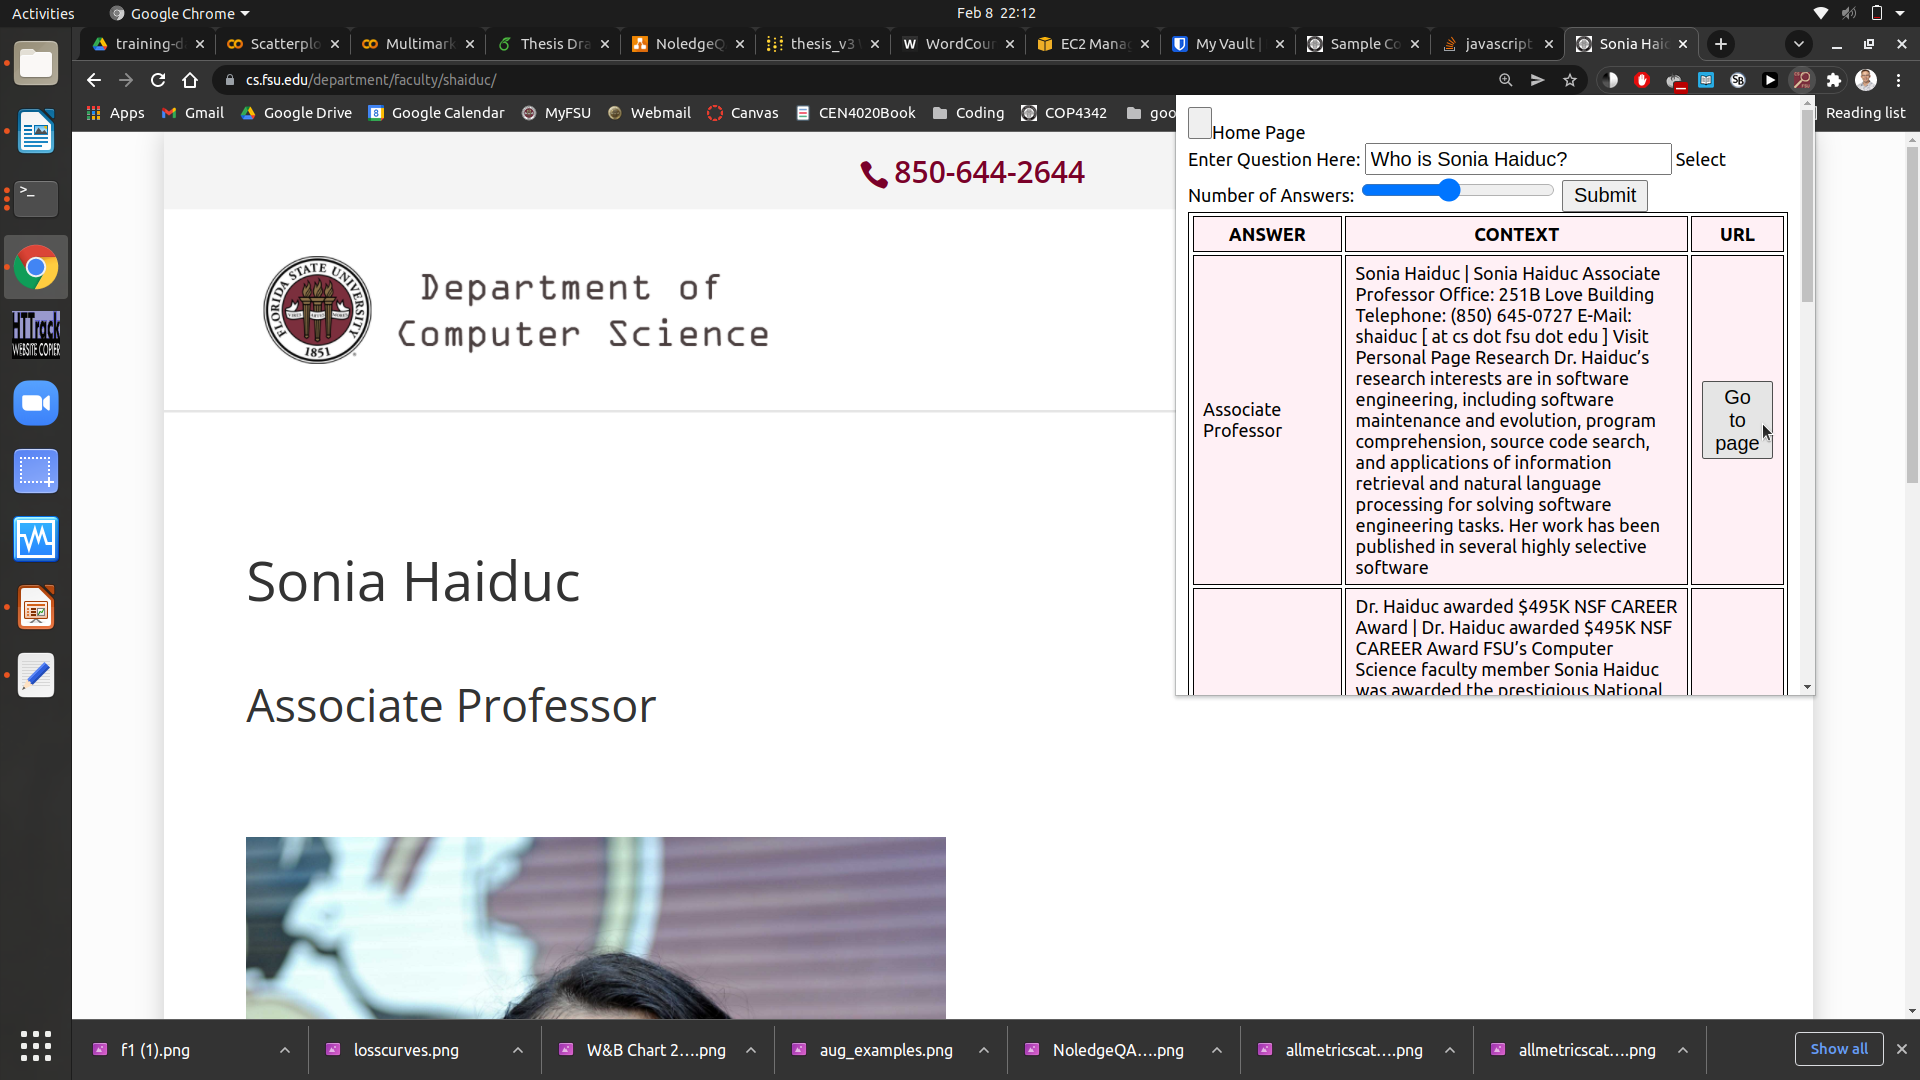 Activities
Google Chrome
Feb 8 22:12
training-d
Scatterplo
Multimark
Thesis Dra
NoledgeQ
thesis_v3
WordCour
EC2 Manag
My Vault |
Sample Co
javascript
Sonia Haid
cs.fsu.edu/department/faculty/shaiduc/
Apps
Gmail
Google Drive
Google Calendar
MyFSU
Webmail
Canvas
CEN4020Book
Coding
COP4342
goo
Reading list
850-644-2644
FLORIDA STATE UNIVERSITY
1851
Department of
Computer Science
Sonia Haiduc
Associate Professor
Home Page
Enter Question Here: Who is Sonia Haiduc? Select
Number of Answers: Submit
ANSWER CONTEXT URL
Associate
Professor
Sonia Haiduc | Sonia Haiduc Associate
Professor Office: 251B Love Building
Telephone: (850) 645-0727 E-Mail:
shaiduc [ at cs dot fsu dot edu ] Visit
Personal Page Research Dr. Haiduc’s
research interests are in software
engineering, including software
maintenance and evolution, program
comprehension, source code search,
and applications of information
retrieval and natural language
processing for solving software
engineering tasks. Her work has been
published in several highly selective
software
Go
to
page
Dr. Haiduc awarded $495K NSF CAREER
Award | Dr. Haiduc awarded $495K NSF
CAREER Award FSU’s Computer
Science faculty member Sonia Haiduc
was awarded the prestigious National
HTTrack
WEBSITE COPIER
f1 (1).png
losscurves.png
W&B Chart 2....png
aug_examples.png
NoledgeQA....png
allmetricscat....png
allmetricscat....png
Show all